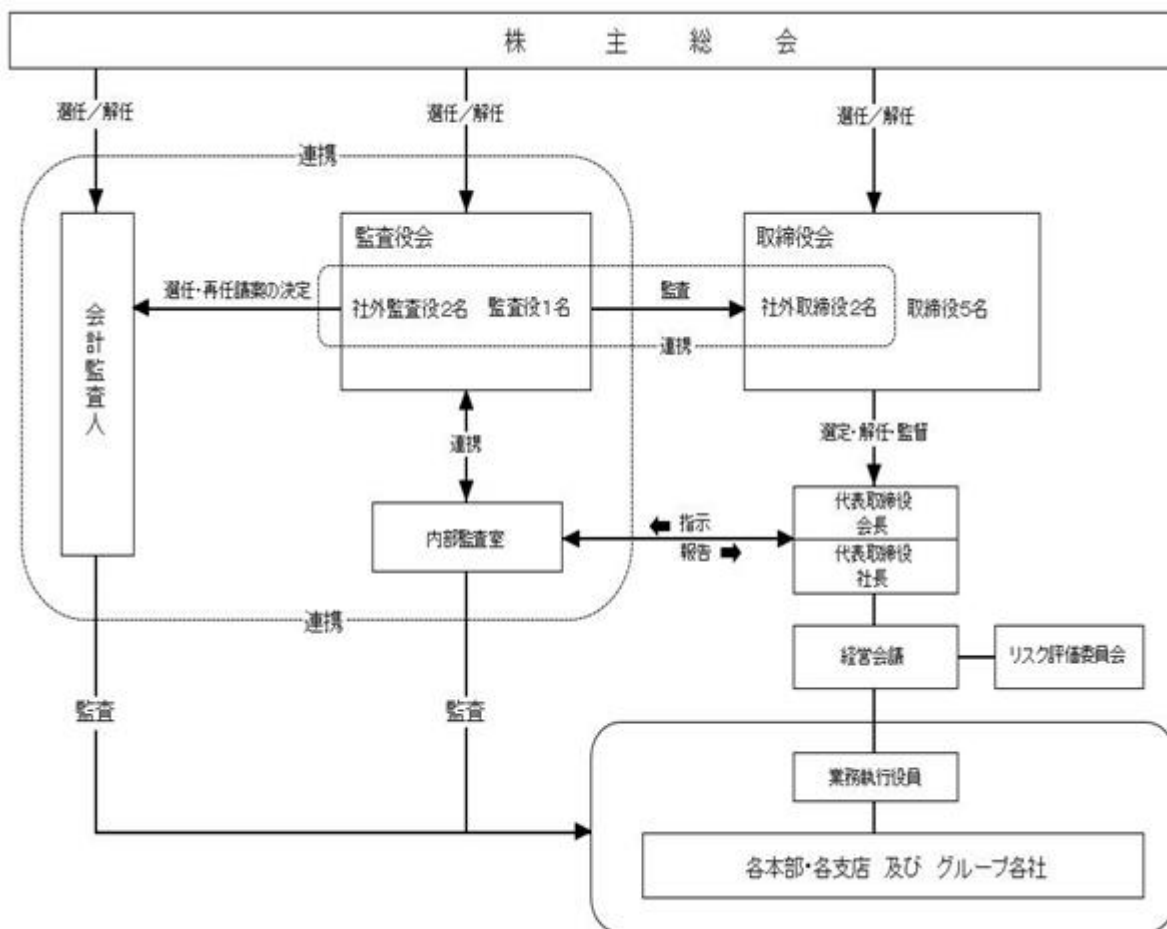 株主総会
選任／解任
選任／解任
選任／解任
連携
監査役会
取締役会
選任・再任議案の決定
社外監査役2名
監査役1名
監査
社外取締役2名
取締役5名
連携
会計監査人
選定・解任・監督
連携
代表取締役
会長
代表取締役
社長
内部監査室
指示
報告
連携
経営会議
リスク評価委員会
監査
監査
業務執行役員
各本部・各支店 及び グループ各社